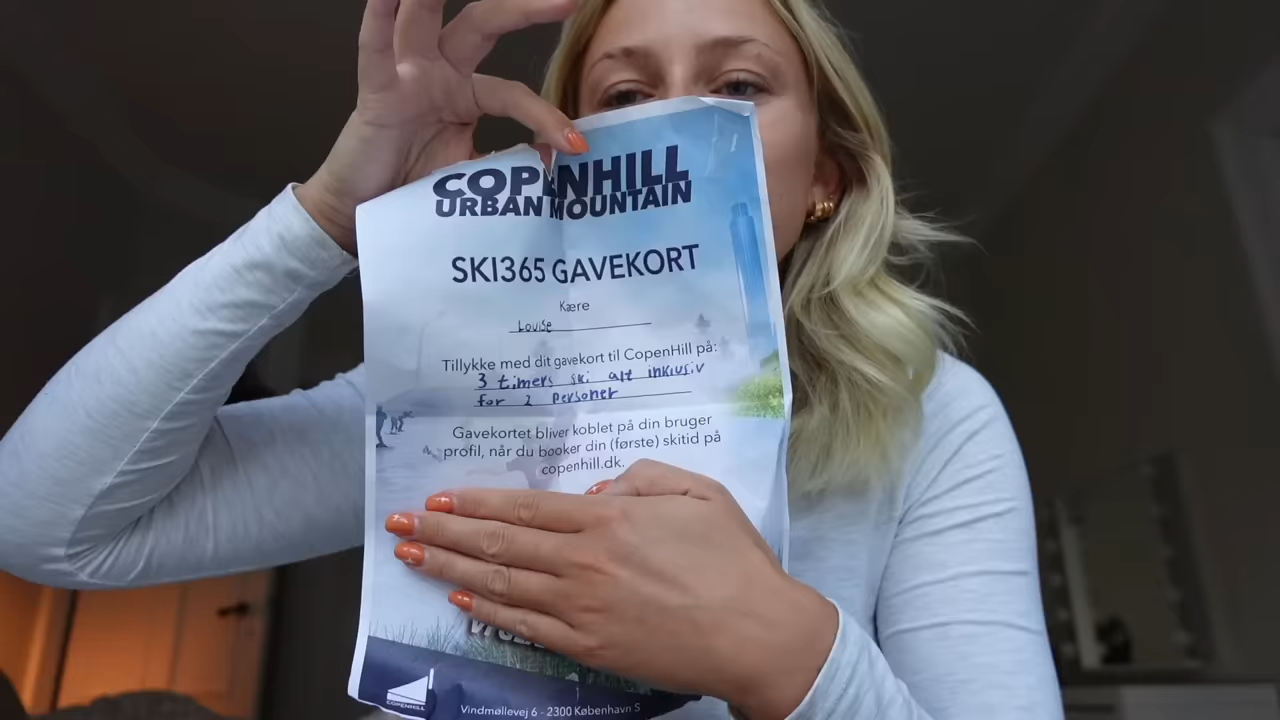 COPENHILL
URBAN MOUNTAIN
SKI365 GAVEKORT
Kære
Louise
Tillykke med dit gavekort til CopenHill på:
3 timers ski alt inklusiv
for 2 personer
Gavekortet bliver koblet på din bruger
profil, når du booker din (første) skitid på
copenhill.dk.
COPENHILL
Vindmøllevej 6 - 2300 København S